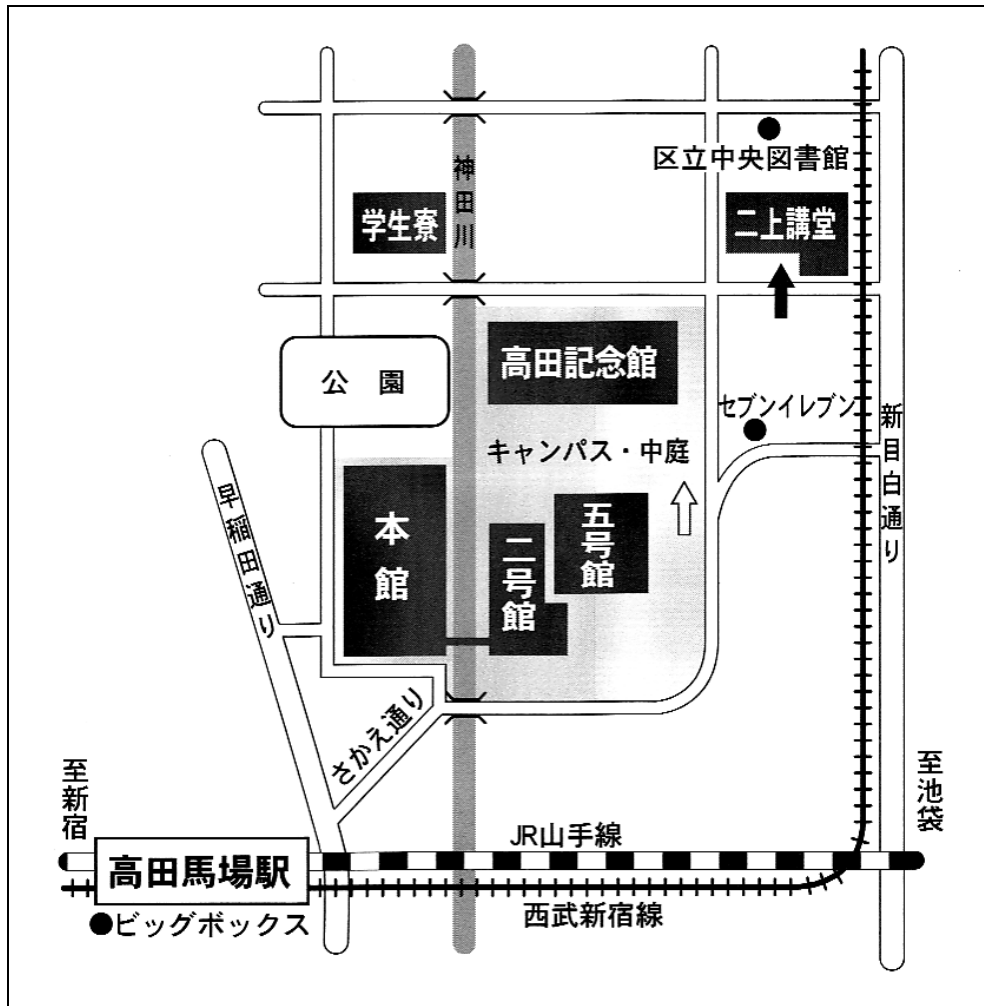 区立中央図書館
神田川
学生寮
二上講堂
高田記念館
公園
セブンイレブン
新目白通り
キャンパス・中庭
早稲田通り
本館
二号館
五号館
さかえ通り
至新宿
至池袋
JR山手線
高田馬場駅
西武新宿線
ビッグボックス